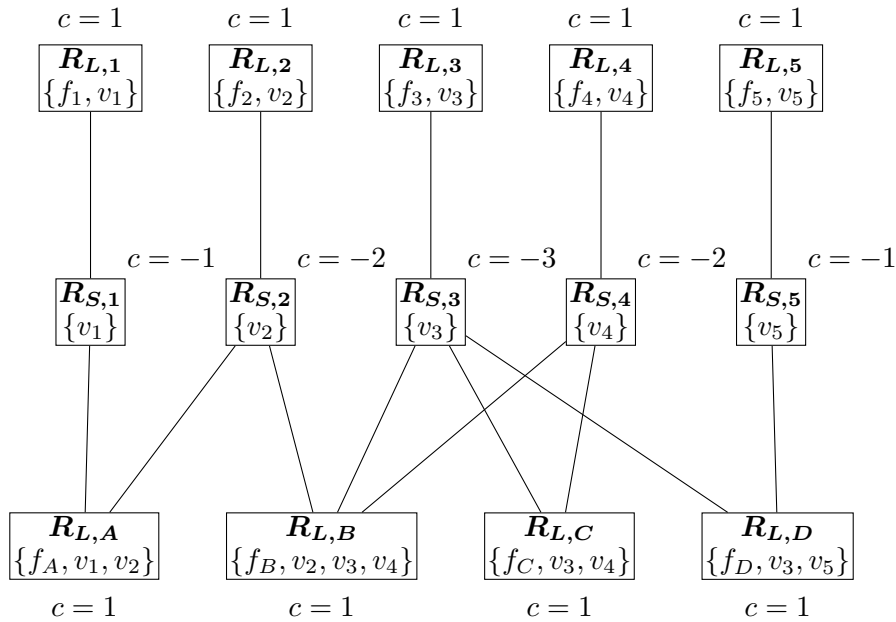 c = 1 c = 1 c = 1 c = 1 c = 1
R_{L,1} R_{L,2} R_{L,3} R_{L,4} R_{L,5}
{f_1, v_1} {f_2, v_2} {f_3, v_3} {f_4, v_4} {f_5, v_5}
c = −1 c = −2 c = −3 c = −2 c = −1
R_{S,1} R_{S,2} R_{S,3} R_{S,4} R_{S,5}
{v_1} {v_2} {v_3} {v_4} {v_5}
R_{L,A} R_{L,B} R_{L,C} R_{L,D}
{f_A, v_1, v_2} {f_B, v_2, v_3, v_4} {f_C, v_3, v_4} {f_D, v_3, v_5}
c = 1 c = 1 c = 1 c = 1